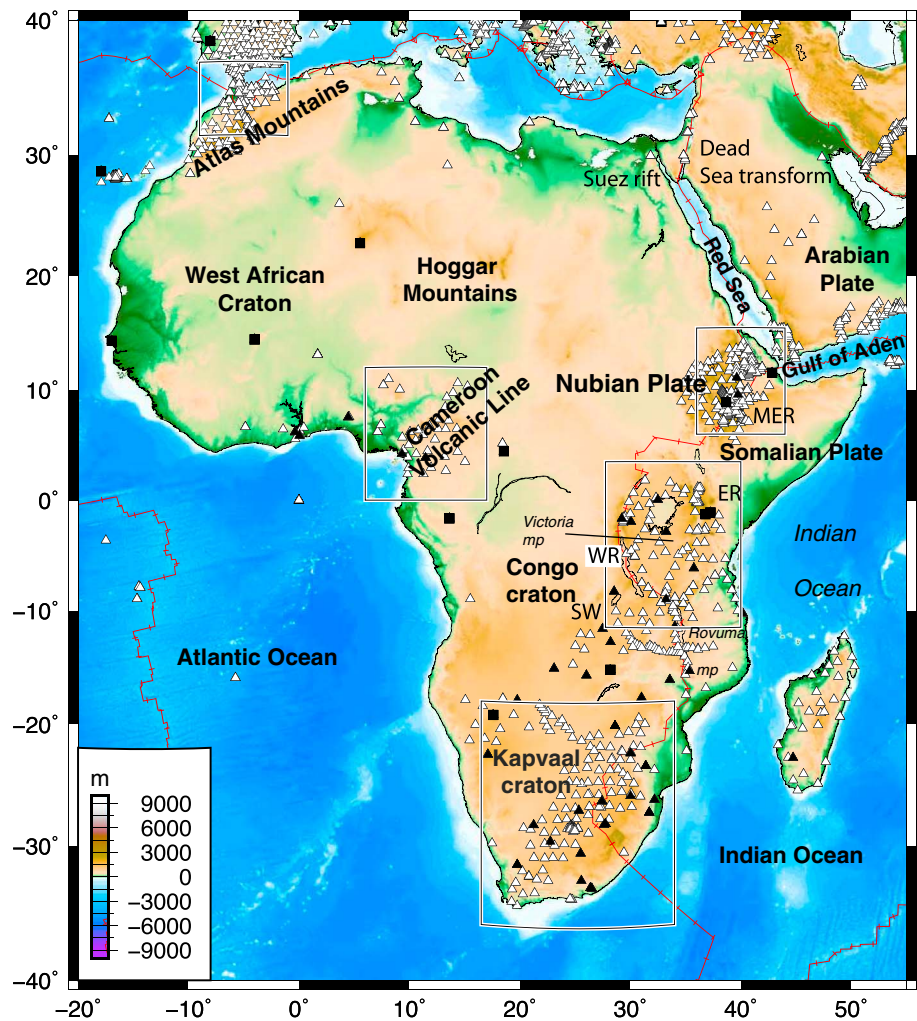 40°
Atlas Mountains
30°
Dead
Sea transform
Suez rift
Red Sea
Arabian
Plate
West African
Craton
Hoggar
Mountains
20°
Gulf of Aden
10°
Nubian Plate
MER
Cameroon
Volcanic Line
Somalian Plate
0°
ER
Victoria
mp
Indian
Ocean
WR
Congo
craton
−10°
SW
Rovuma
mp
Atlantic Ocean
−20°
Kapvaal
craton
m
9000
6000
3000
0
−3000
−6000
−9000
−30°
Indian Ocean
−40°
−20° −10° 0° 10° 20° 30° 40° 50°